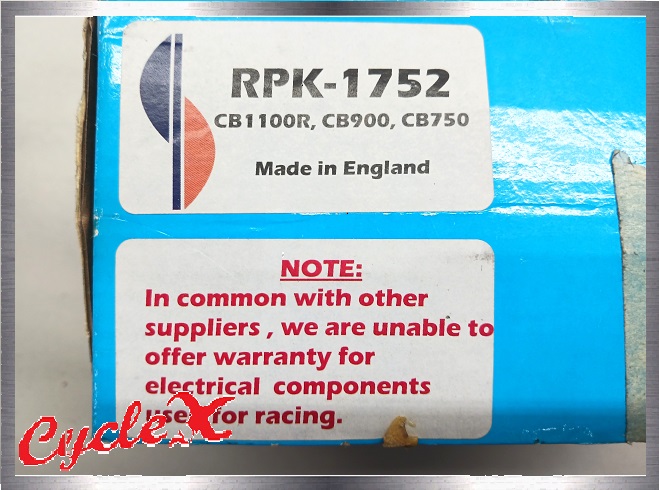 RPK-1752
CB1100R, CB900, CB750
Made in England
NOTE:
In common with other
suppliers , we are unable to
offer warranty for
electrical components
used for racing.
CycleX